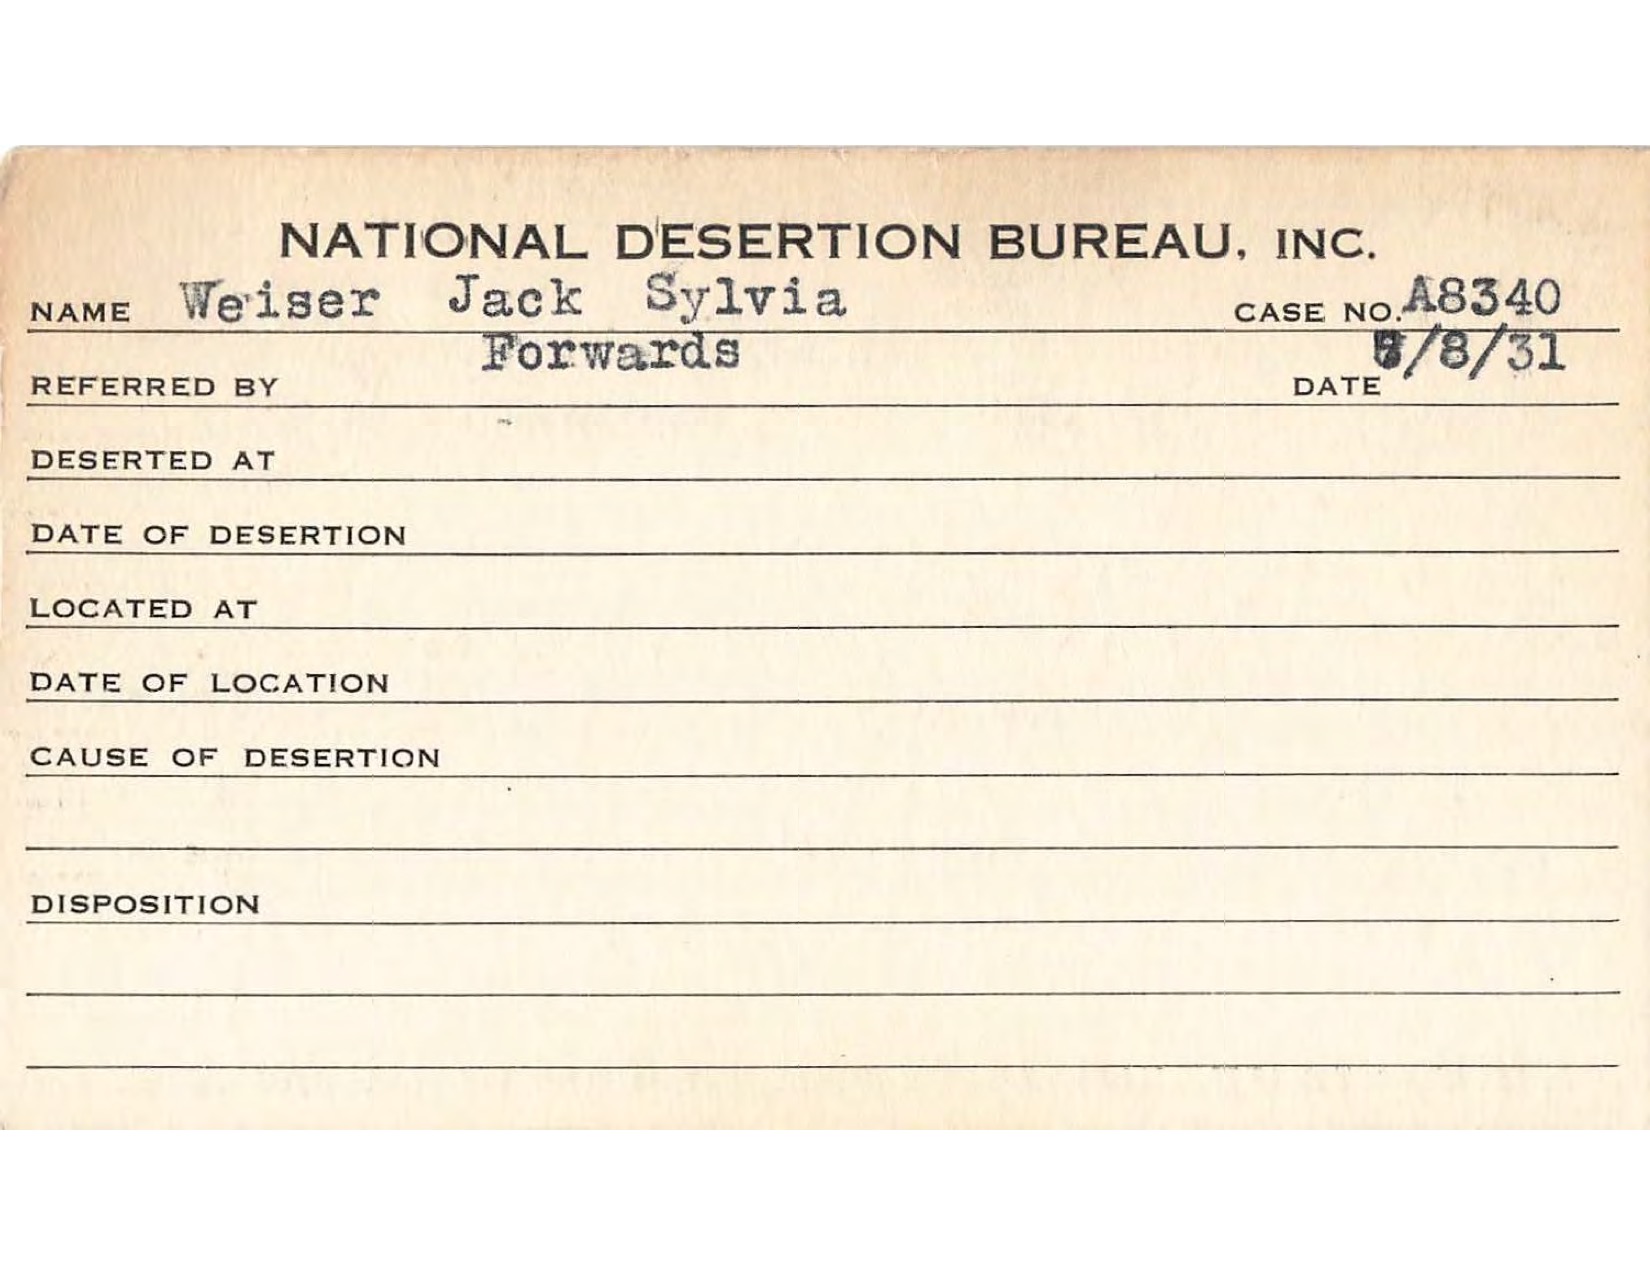 NATIONAL DESERTION BUREAU, INC.
NAME Weiser Jack Sylvia CASE NO. A8340
REFERRED BY Forwards DATE /8/31
DESERTED AT
DATE OF DESERTION
LOCATED AT
DATE OF LOCATION
CAUSE OF DESERTION
DISPOSITION